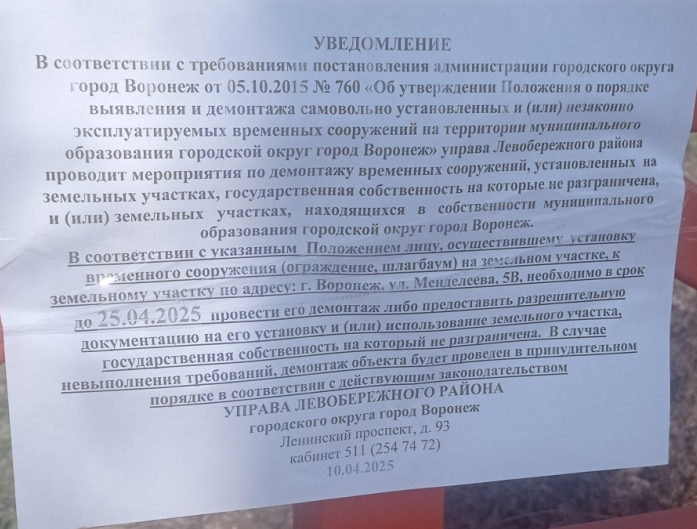 УВЕДОМЛЕНИЕ
В соответствии с требованиями постановления администрации городского округа
город Воронеж от 05.10.2015 № 760 «Об утверждении Положения о порядке
выявления и демонтажа самовольно установленных и (или) незаконно
эксплуатируемых временных сооружений на территории муниципального
образования городской округ город Воронеж» управа Левобережного района
проводит мероприятия по демонтажу временных сооружений, установленных на
земельных участках, государственная собственность на которые не разграничена,
и (или) земельных участках, находящихся в собственности муниципального
образования городской округ город Воронеж.
В соответствии с указанным Положением лицу, осуществившему установку
временного сооружения (ограждение, шлагбаум) на земельном участке, к
земельному участку по адресу: г. Воронеж, ул. Менделеева, 5В, необходимо в срок
до 25.04.2025 провести его демонтаж либо предоставить разрешительную
документацию на его установку и (или) использование земельного участка,
государственная собственность на который не разграничена. В случае
невыполнения требований, демонтаж объекта будет проведен в принудительном
порядке в соответствии с действующим законодательством
УПРАВА ЛЕВОБЕРЕЖНОГО РАЙОНА
городского округа город Воронеж
Ленинский проспект, д. 93
кабинет 511 (254 74 72)
10.04.2025